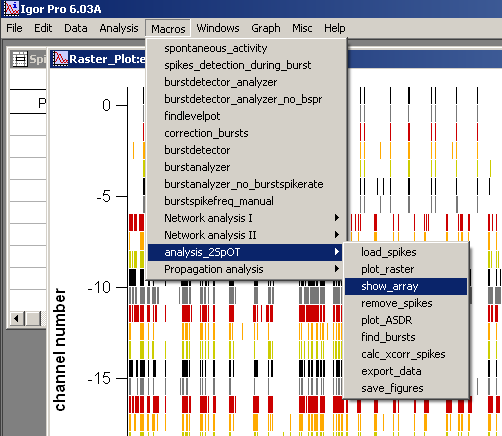 Igor Pro 6.03A
File Edit Data Analysis Macros Windows Graph Misc Help
Raster_Plot:
spontaneous_activity
spikes_detection_during_burst
burstdetector_analyzer
burstdetector_analyzer_no_bspr
findlevelpot
correction_bursts
burstdetector
burstanalyzer
burstanalyzer_no_burstspikerate
burstspikefreq_manual
Network analysis I
Network analysis II
analysis_2SpOT
Propagation analysis
load_spikes
plot_raster
show_array
remove_spikes
plot_ASDR
find_bursts
calc_xcorr_spikes
export_data
save_figures
0
-5
-10
-15
channel number